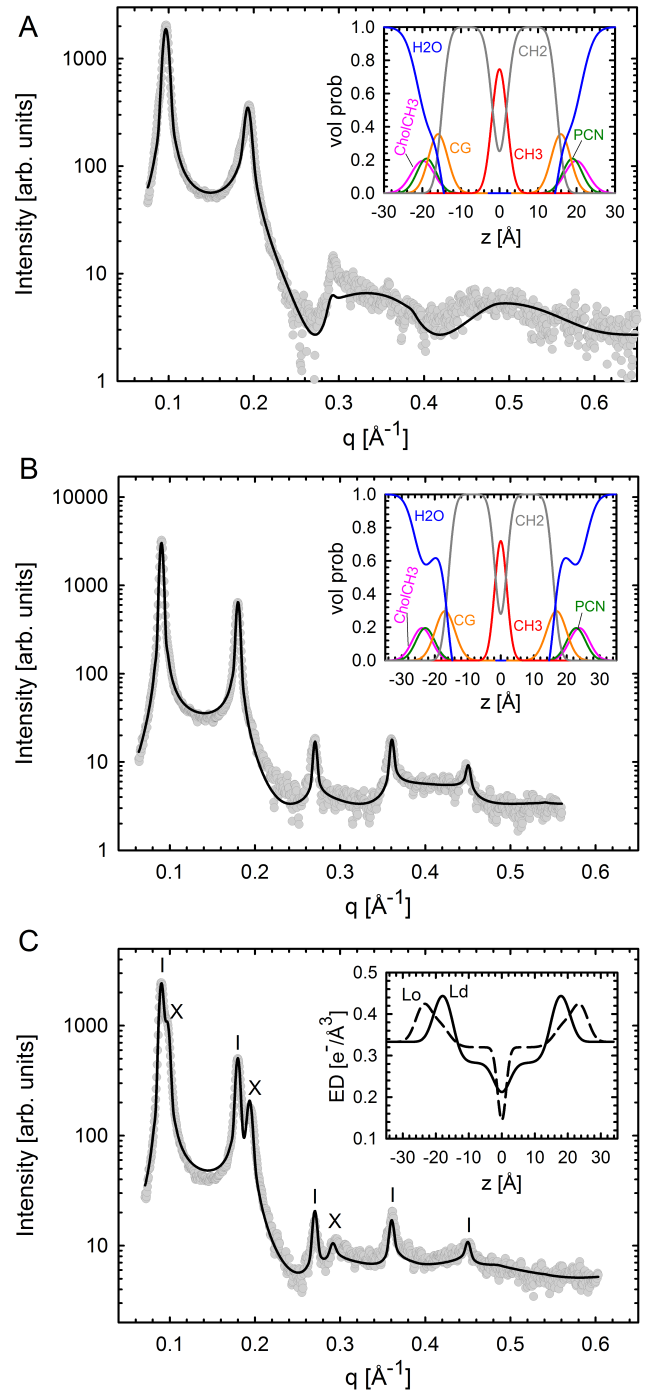 A
Intensity [arb. units]
1000
100
10
1
0.1 0.2 0.3 0.4 0.5 0.6
q [Å-1]
vol prob
1.0
0.8
0.6
0.4
0.2
0.0
-30 -20 -10 0 10 20 30
z [Å]
H2O
CH2
CholCH3
CG
CH3
PCN
B
Intensity [arb. units]
10000
1000
100
10
1
0.1 0.2 0.3 0.4 0.5 0.6
q [Å-1]
vol prob
1.0
0.8
0.6
0.4
0.2
0.0
-30 -20 -10 0 10 20 30
z [Å]
H2O
CH2
CholCH3
CG
CH3
PCN
C
Intensity [arb. units]
1000
100
10
0.1 0.2 0.3 0.4 0.5 0.6
q [Å-1]
I
X
I
X
I
X
I
I
ED [e-/Å3]
0.5
0.4
0.3
0.2
0.1
-30 -20 -10 0 10 20 30
z [Å]
Lo
Ld